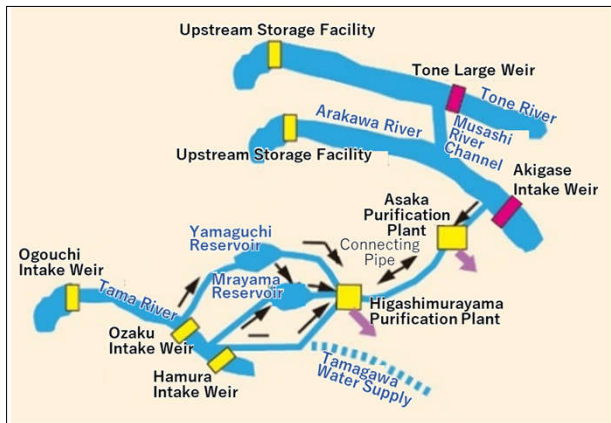 Upstream Storage Facility
Tone Large Weir
Tone River
Arakawa River
Musashi
River
Channel
Upstream Storage Facility
Akigase
Intake Weir
Asaka
Purification
Plant
Connecting
Pipe
Yamaguchi
Reservoir
Ogouchi
Intake Weir
Mrayama
Reservoir
Tama River
Higashimurayama
Purification Plant
Ozaku
Intake Weir
Hamura
Intake Weir
Tamagawa
Water Supply